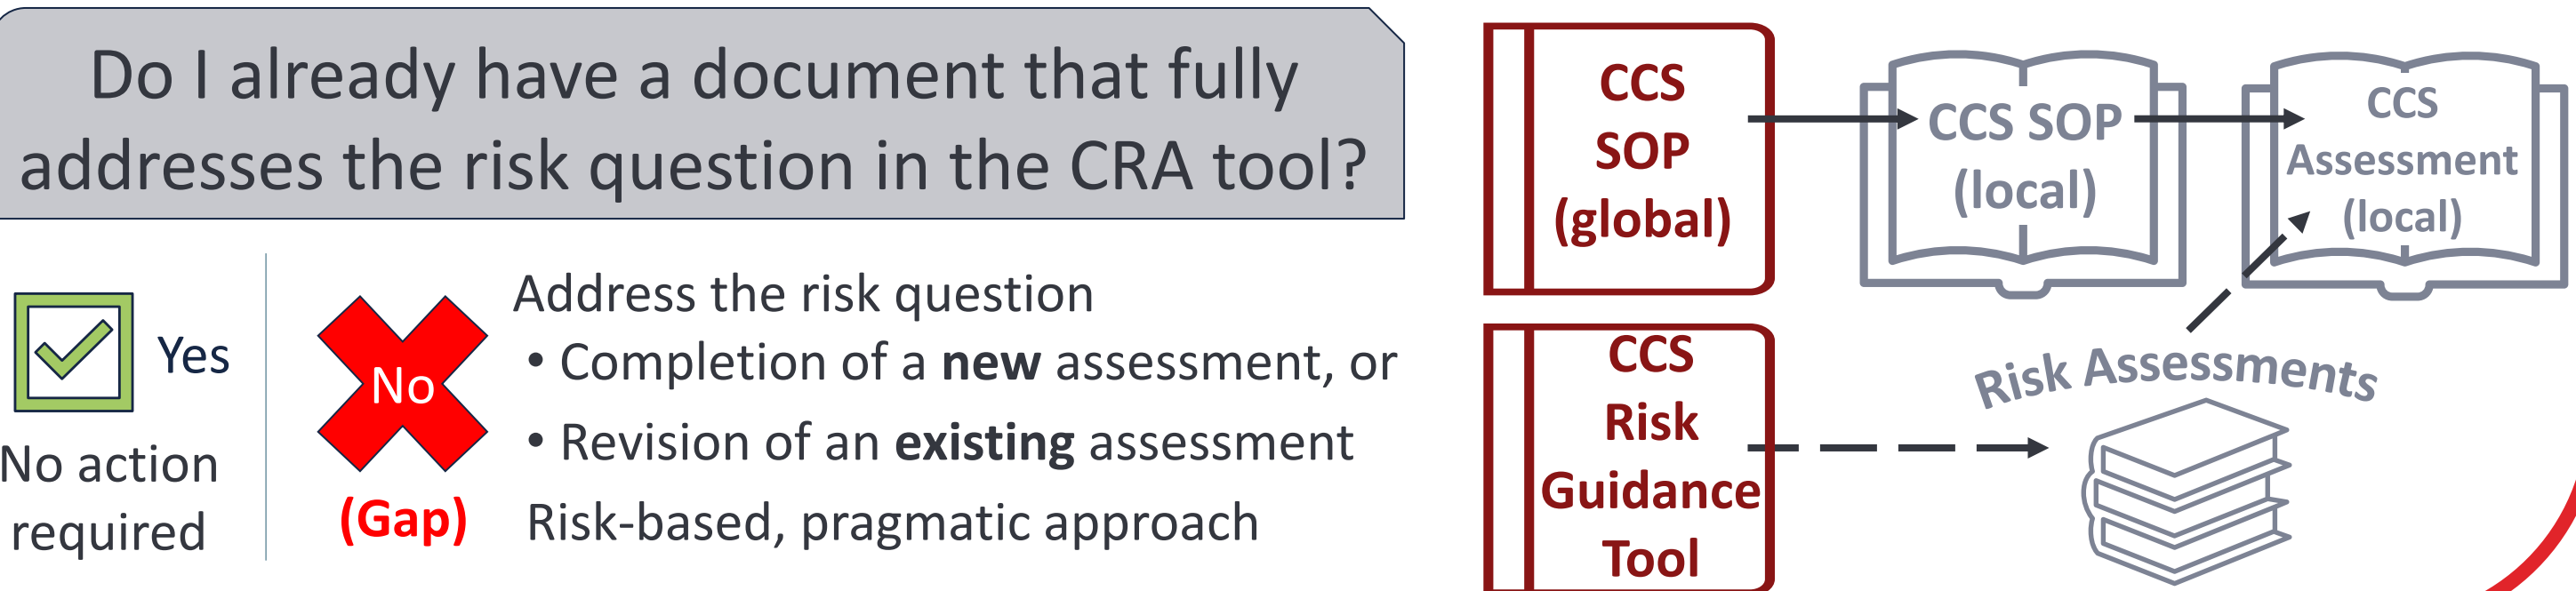 Do I already have a document that fully
addresses the risk question in the CRA tool?
Yes
No action
required
No
(Gap)
Address the risk question
• Completion of a new assessment, or
• Revision of an existing assessment
Risk-based, pragmatic approach
CCS
SOP
(global)
CCS SOP
(local)
CCS
Assessment
(local)
CCS
Risk
Guidance
Tool
Risk Assessments